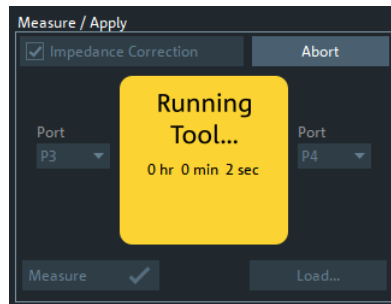 Measure / Apply
Impedance Correction
Abort
Running
Tool...
0 hr 0 min 2 sec
Port
Port
P3
P4
Measure
Load...